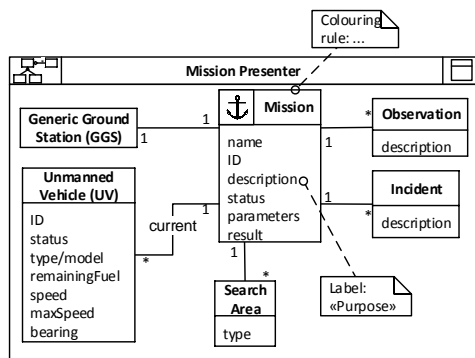 Colouring
rule: ...
Mission Presenter
Generic Ground
Station (GGS)
1
1
Mission
name
ID
description
status
parameters
result
*
1
Observation
description
Unmanned
Vehicle (UV)
ID
status
type/model
remainingFuel
speed
maxSpeed
bearing
current
1
*
1
*
Incident
description
1
*
Search
Area
type
Label:
«Purpose»